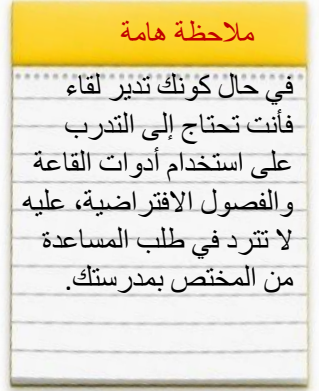 ملاحظة هامة
في حال كونك تدير لقاء
فأنت تحتاج إلى التدرب
على استخدام أدوات القاعة
والفصول الافتراضية، عليه
لا تترد في طلب المساعدة
من المختص بمدرستك.